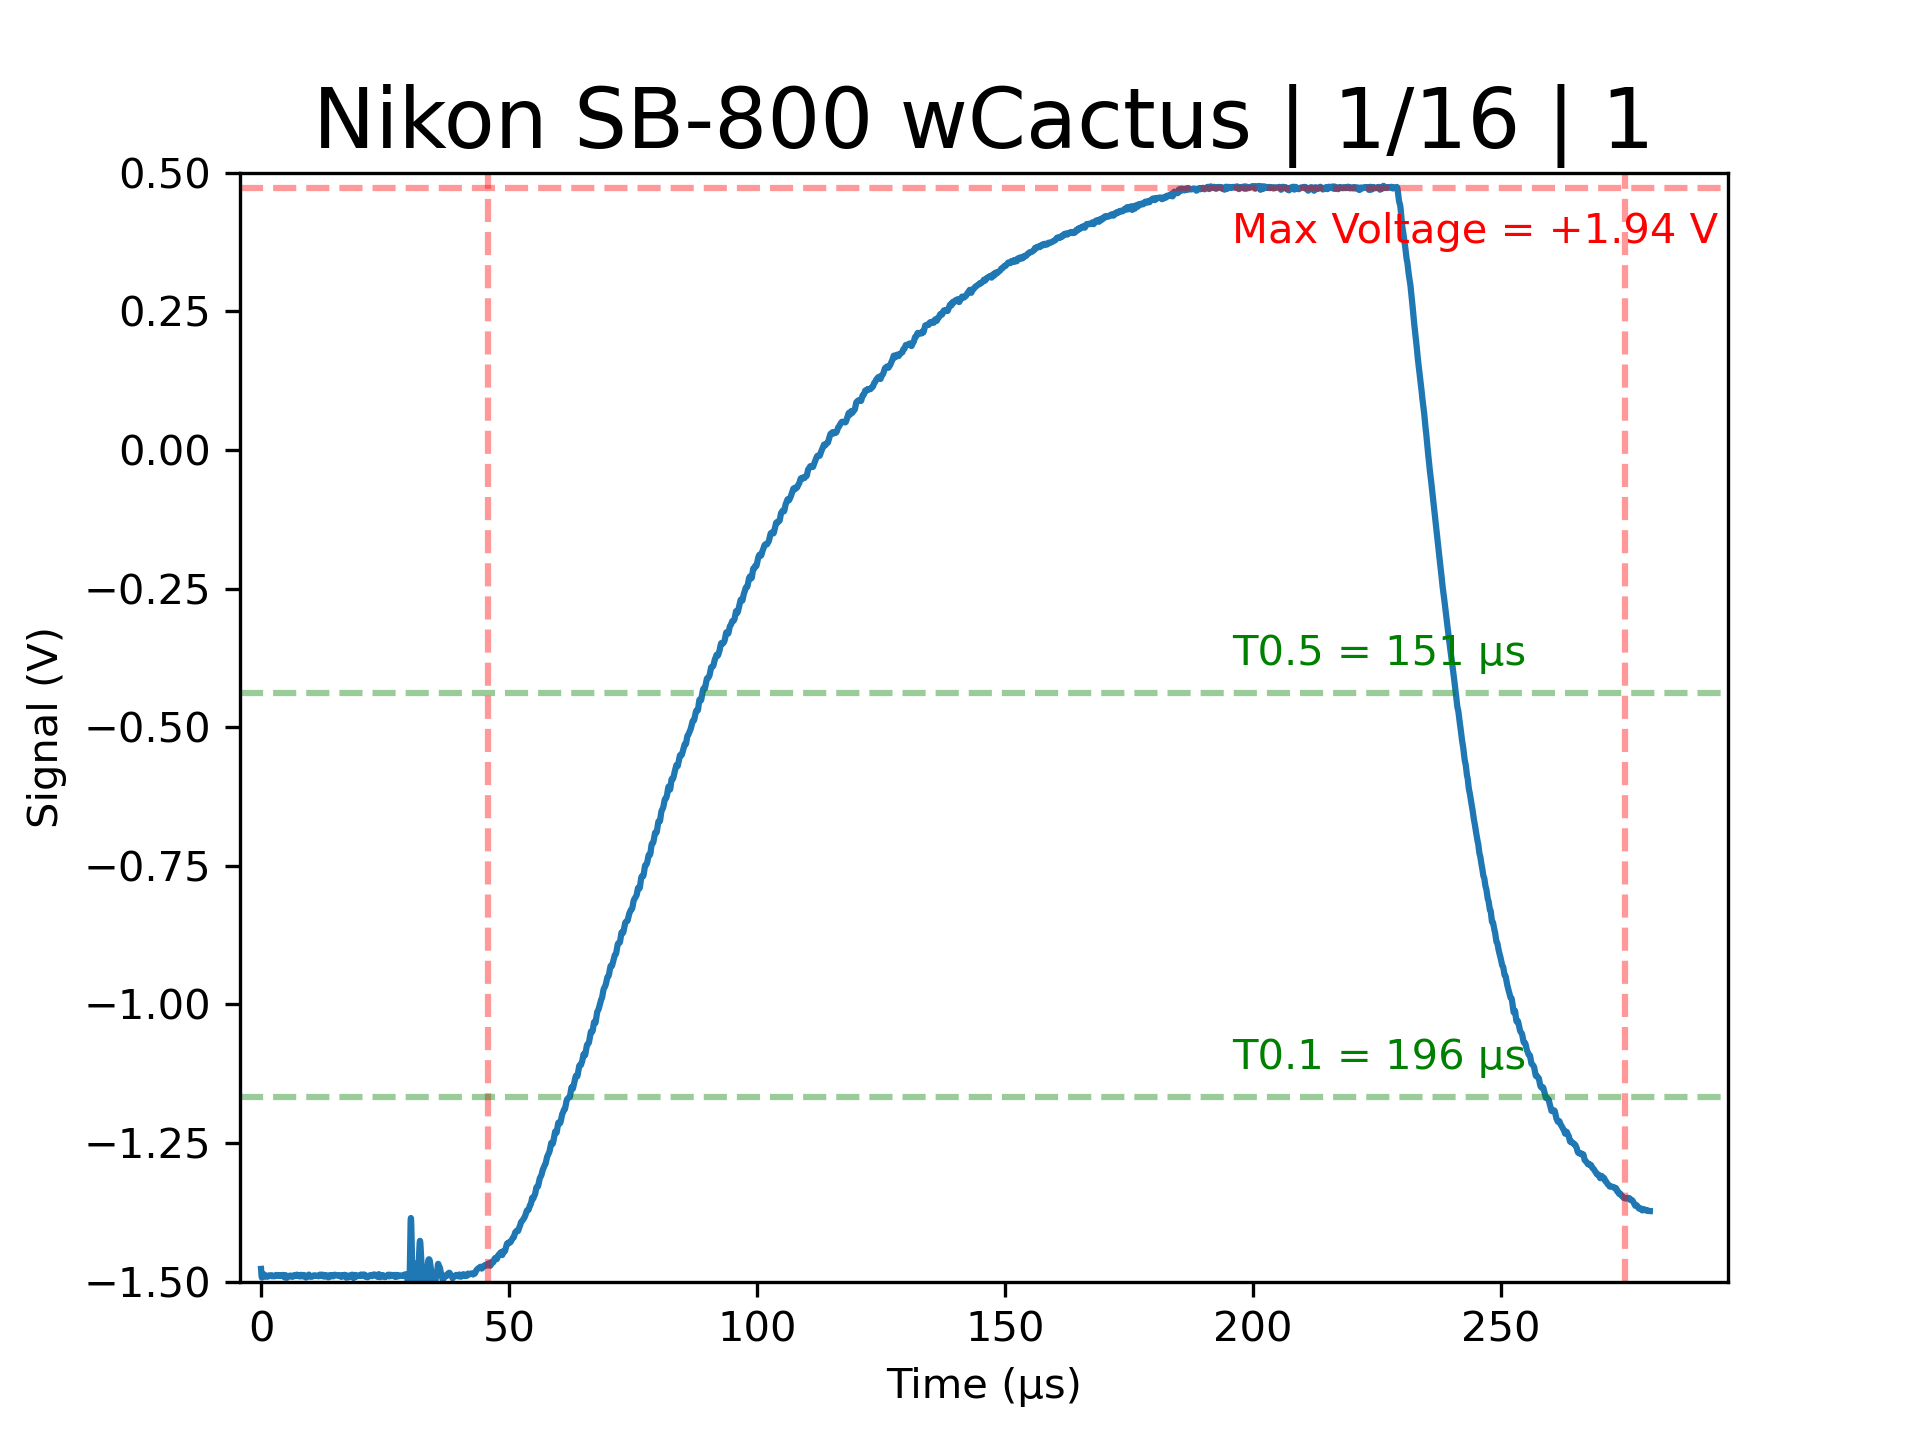 Nikon SB-800 wCactus | 1/16 | 1
0.50
Max Voltage = +1.94 V
0.25
0.00
−0.25
T0.5 = 151 µs
−0.50
−0.75
−1.00
T0.1 = 196 µs
−1.25
−1.50
Signal (V)
0 50 100 150 200 250
Time (µs)